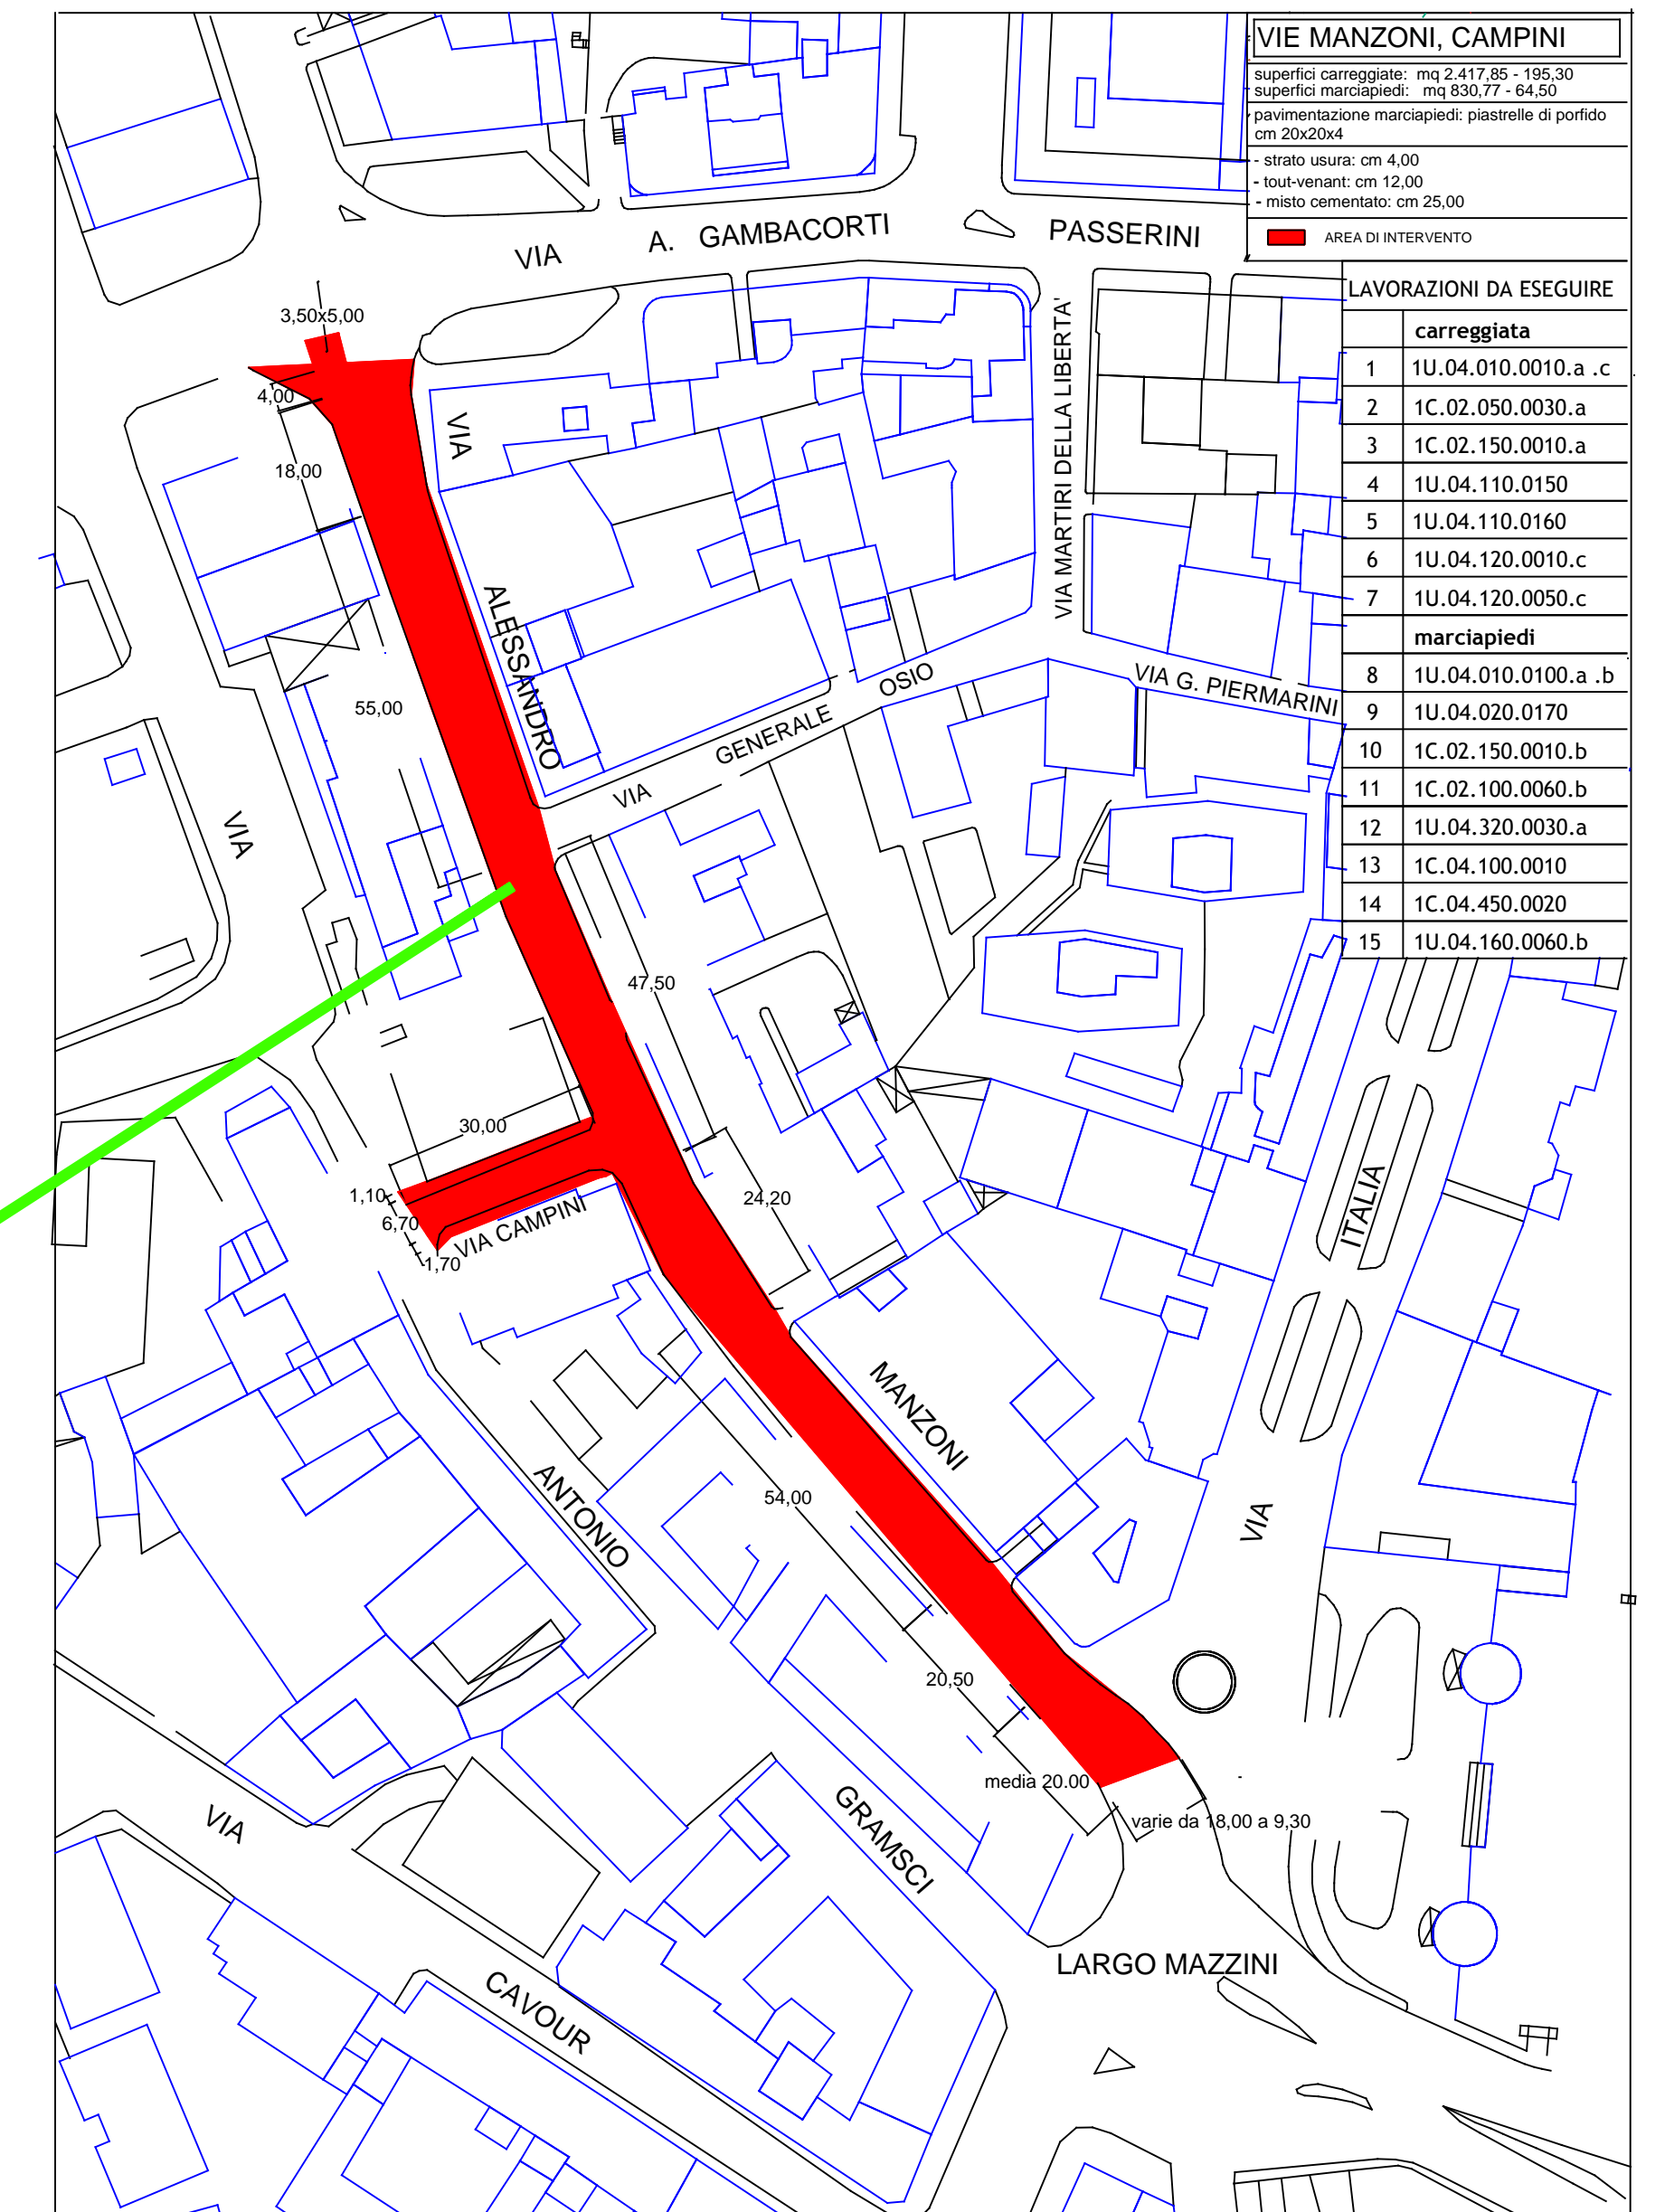 VIE MANZONI, CAMPINI
superfici carreggiate: mq 2.417,85 - 195,30
superfici marciapiedi: mq 830,77 - 64,50
pavimentazione marciapiedi: piastrelle di porfido
cm 20x20x4
- strato usura: cm 4,00
- tout-venant: cm 12,00
- misto cementato: cm 25,00
AREA DI INTERVENTO
LAVORAZIONI DA ESEGUIRE
carreggiata
1 1U.04.010.0010.a .c
2 1C.02.050.0030.a
3 1C.02.150.0010.a
4 1U.04.110.0150
5 1U.04.110.0160
6 1U.04.120.0010.c
7 1U.04.120.0050.c
marciapiedi
8 1U.04.010.0100.a .b
9 1U.04.020.0170
10 1C.02.150.0010.b
11 1C.02.100.0060.b
12 1U.04.320.0030.a
13 1C.04.100.0010
14 1C.04.450.0020
15 1U.04.160.0060.b
VIA A. GAMBACORTI PASSERINI
3,50x5,00
4,00
18,00
VIA ALESSANDRO MANZONI
VIA MARTIRI DELLA LIBERTA'
55,00
VIA GENERALE OSIO
VIA G. PIERMARINI
47,50
30,00
1,10
6,70
1,70
VIA CAMPINI
24,20
VIA ITALIA
VIA ANTONIO GRAMSCI
54,00
20,50
media 20.00
varie da 18,00 a 9,30
VIA CAVOUR
LARGO MAZZINI